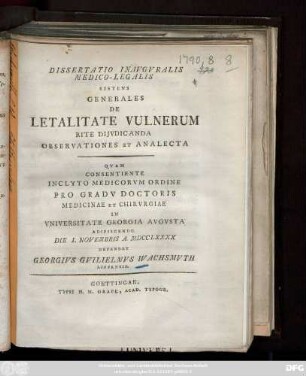 1790, 8 8
DISSERTATIO INAVGVRALIS
MEDICO-LEGALIS
SISTENS
GENERALES
DE
LETALITATE VULNERUM
RITE DIJVDICANDA
OBSERVATIONES ET ANALECTA
QVAM
CONSENTIENTE
INCLYTO MEDICORVM ORDINE
PRO GRADV DOCTORIS
MEDICINAE ET CHIRVRGIAE
IN
VNIVERSITATE GEORGIA AVGVSTA
ADIPISCENDO
DIE I. NOVEMBRIS A. MDCCLXXXX
DEFENDET
GEORGIVS GVILIELMVS WACHSMVTH
GOETTINGAE,
TYPIS H. M. GRAPE, ACAD. TYPOGR.